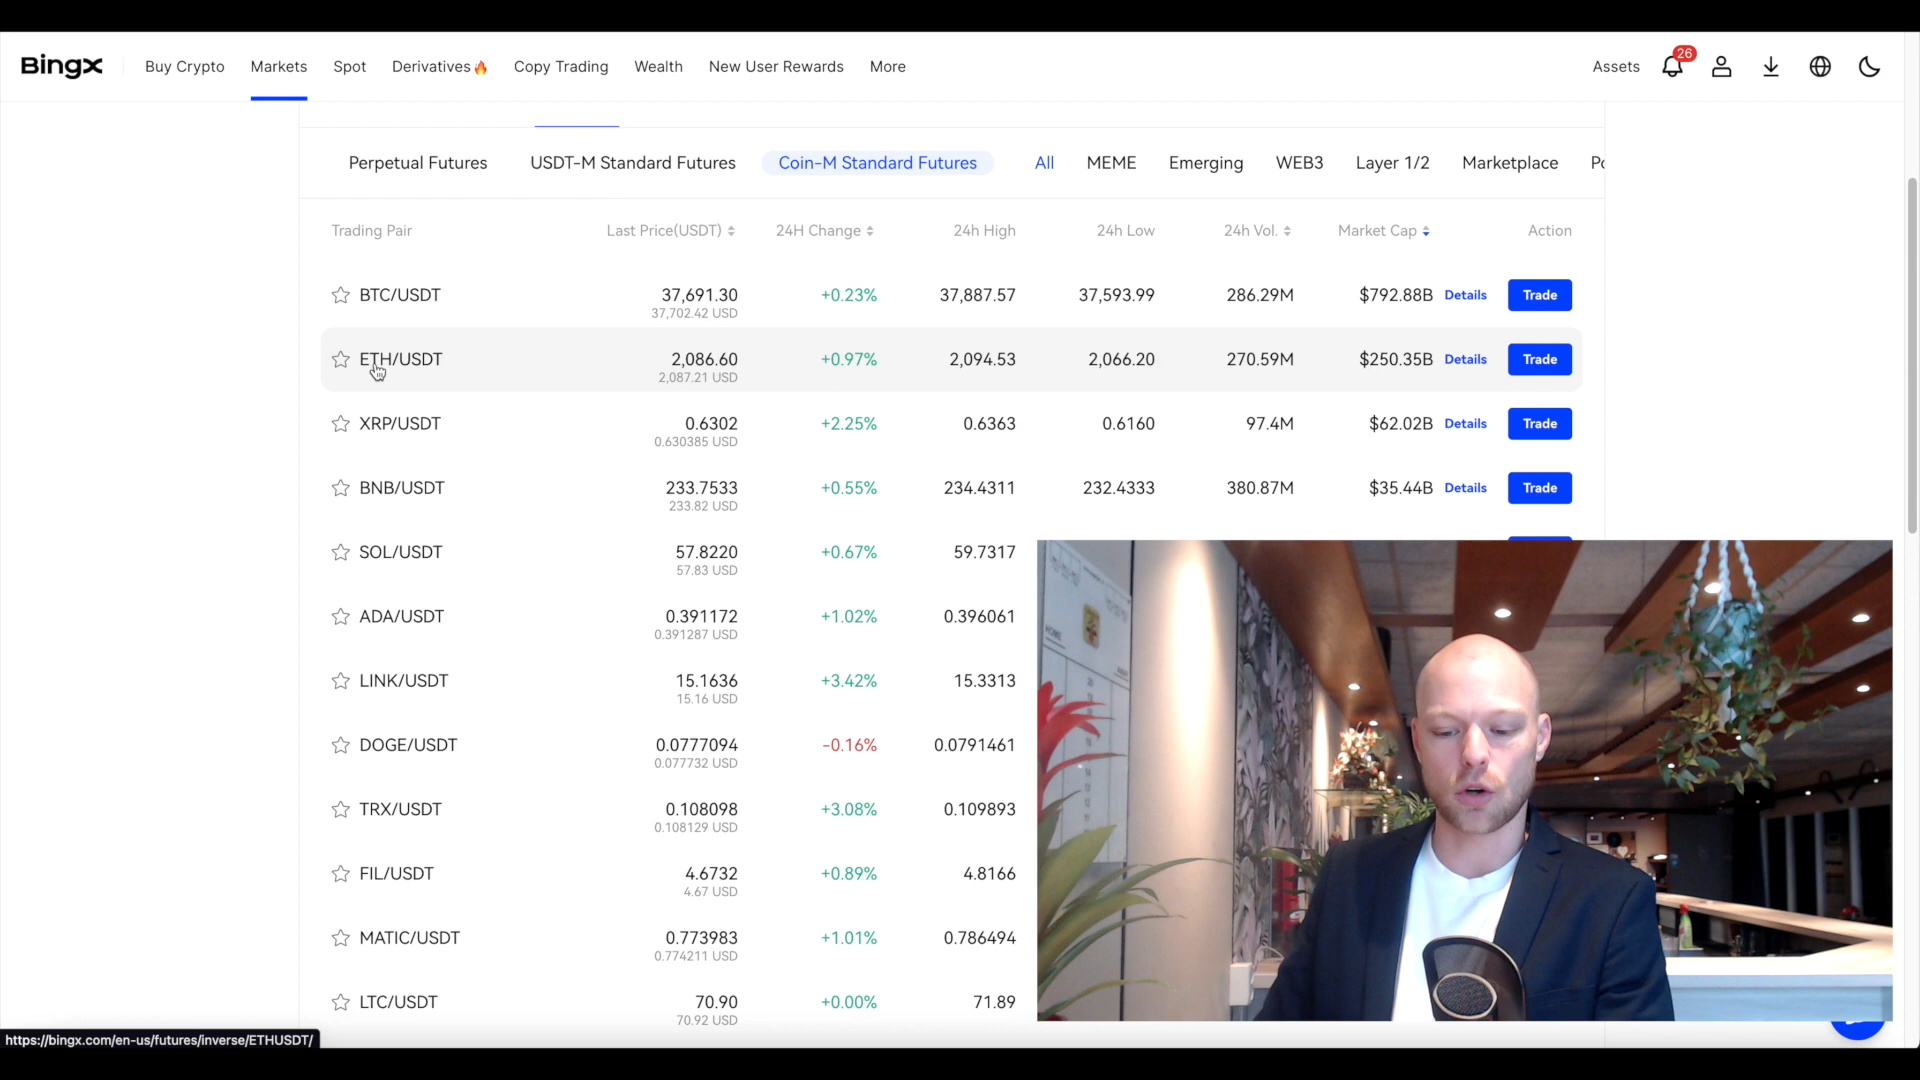 BingX Buy Crypto Markets Spot Derivatives Copy Trading Wealth New User Rewards More Assets 26
Perpetual Futures USDT-M Standard Futures Coin-M Standard Futures All MEME Emerging WEB3 Layer 1/2 Marketplace
Trading Pair Last Price(USDT) 24H Change 24h High 24h Low 24h Vol. Market Cap Action
BTC/USDT 37,691.30 +0.23% 37,887.57 37,593.99 286.29M $792.88B Details Trade
37,702.42 USD
ETH/USDT 2,086.60 +0.97% 2,094.53 2,066.20 270.59M $250.35B Details Trade
2,087.21 USD
XRP/USDT 0.6302 +2.25% 0.6363 0.6160 97.4M $62.02B Details Trade
0.630385 USD
BNB/USDT 233.7533 +0.55% 234.4311 232.4333 380.87M $35.44B Details Trade
233.82 USD
SOL/USDT 57.8220 +0.67% 59.7317
57.83 USD
ADA/USDT 0.391172 +1.02% 0.396061
0.391287 USD
LINK/USDT 15.1636 +3.42% 15.3313
15.16 USD
DOGE/USDT 0.0777094 -0.16% 0.0791461
0.077732 USD
TRX/USDT 0.108098 +3.08% 0.109893
0.108129 USD
FIL/USDT 4.6732 +0.89% 4.8166
4.67 USD
MATIC/USDT 0.773983 +1.01% 0.786494
0.774211 USD
LTC/USDT 70.90 +0.00% 71.89
70.92 USD
https://bingx.com/en-us/futures/inverse/ETHUSDT/